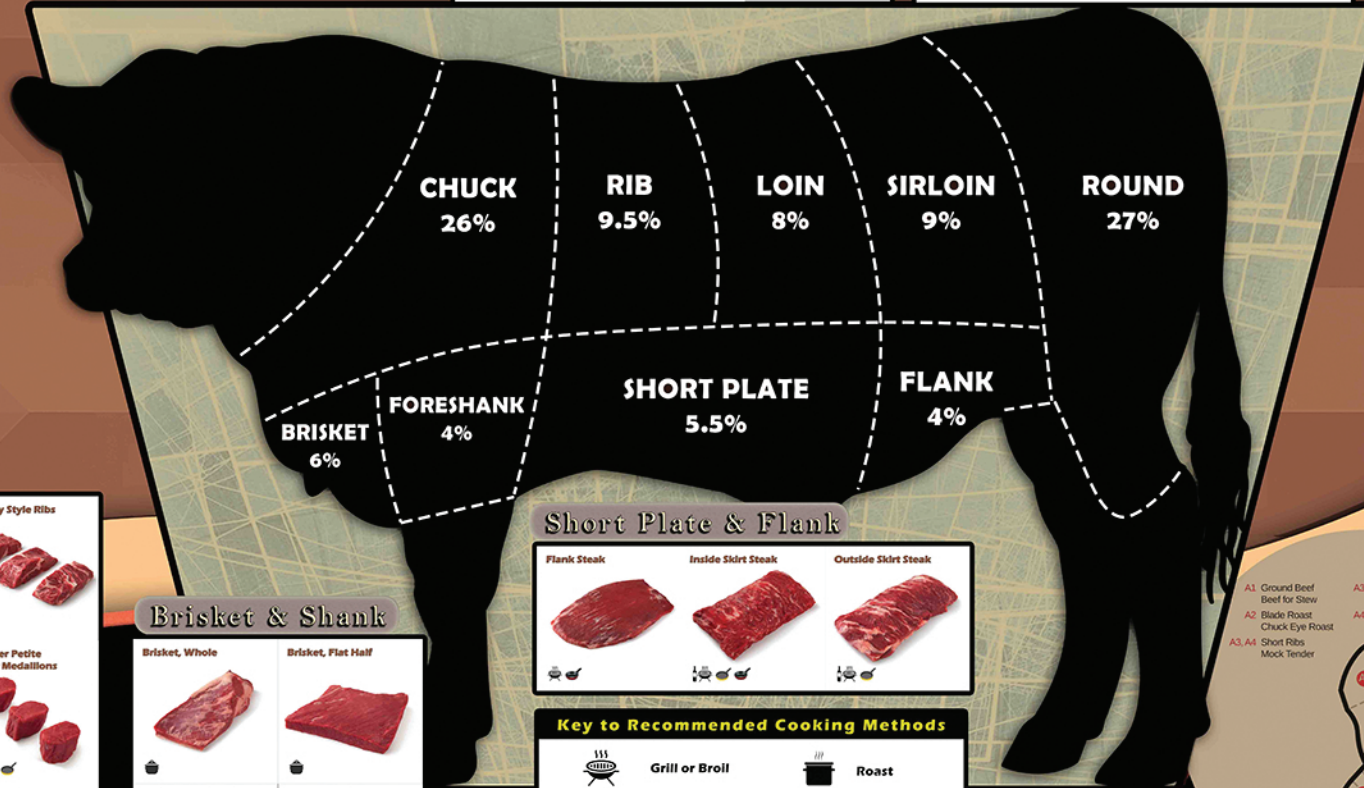 CHUCK
26%
RIB
9.5%
LOIN
8%
SIRLOIN
9%
ROUND
27%
BRISKET
6%
FORESHANK
4%
SHORT PLATE
5.5%
FLANK
4%
Style Ribs
Petite
Medallions
Brisket & Shank
Brisket, Whole
Brisket, Flat Half
Short Plate & Flank
Flank Steak
Inside Skirt Steak
Outside Skirt Steak
Key to Recommended Cooking Methods
Grill or Broil
Roast
A1 Ground Beef
Beef for Stew
A2 Blade Roast
Chuck Eye Roast
A3, A4 Short Ribs
Mock Tender